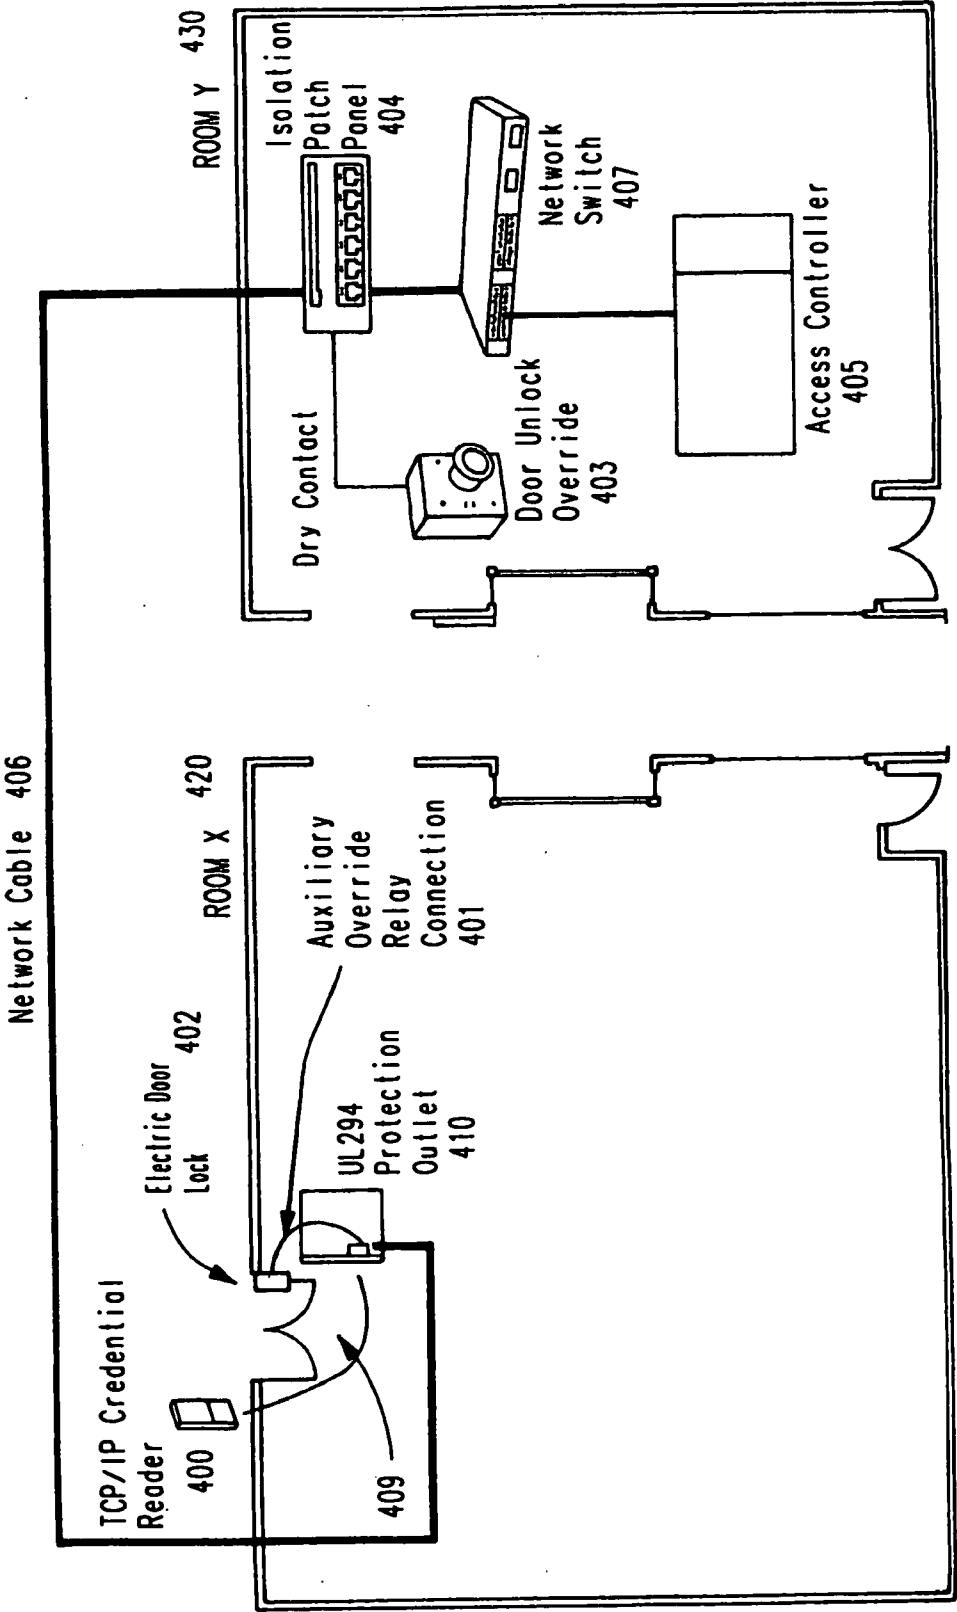 Network Cable 406
TCP/IP Credential
Reader
400
Electric Door
Lock 402
ROOM X 420
Auxiliary
Override
Relay
Connection
401
UL294
Protection
Outlet
410
409
ROOM Y 430
Isolation
Patch
Panel
404
Dry Contact
Network
Switch
407
Door Unlock
Override
403
Access Controller
405